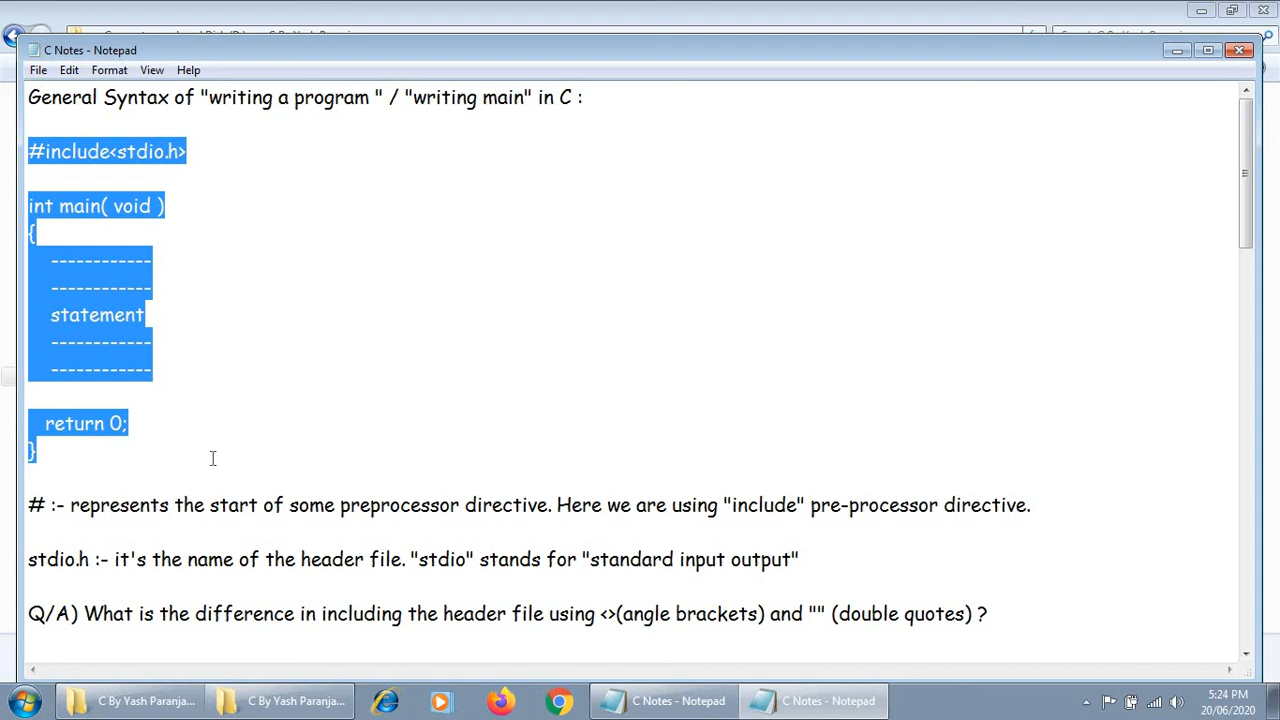 C Notes - Notepad
File Edit Format View Help
General Syntax of "writing a program " / "writing main" in C :
#include<stdio.h>
int main( void )
{
------------
------------
statement
------------
------------
return 0;
}
# :- represents the start of some preprocessor directive. Here we are using "include" pre-processor directive.
stdio.h :- it's the name of the header file. "stdio" stands for "standard input output"
Q/A) What is the difference in including the header file using <>(angle brackets) and "" (double quotes) ?
C By Yash Paranja... C By Yash Paranja... C Notes - Notepad C Notes - Notepad
5:24 PM
20/06/2020